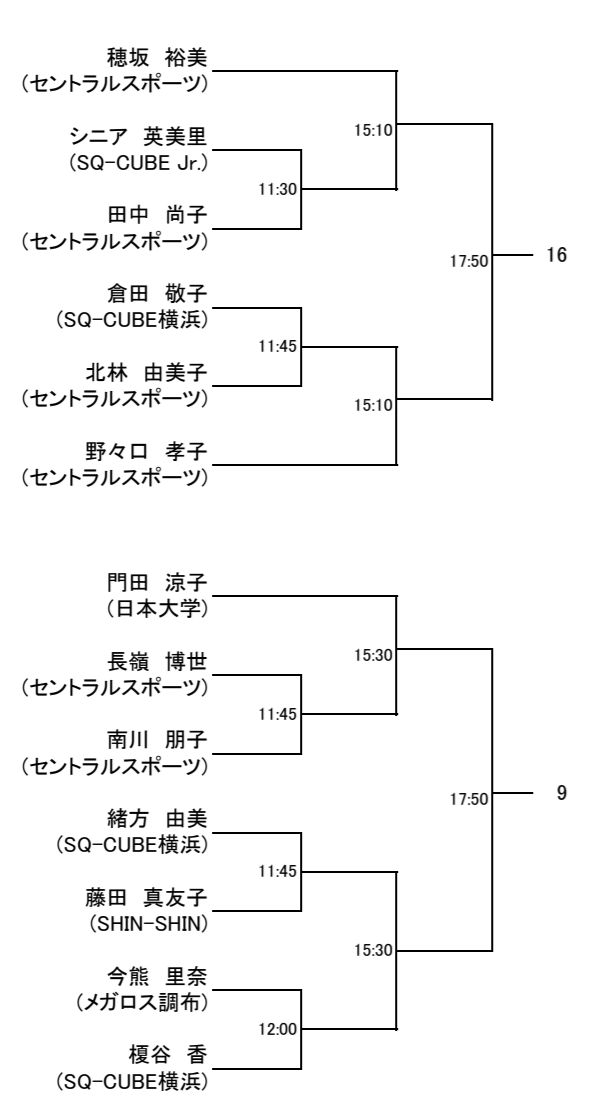 穂坂　裕美
(セントラルスポーツ)
15:10
シニア　英美里
(SQ-CUBE Jr.)
11:30
田中　尚子
(セントラルスポーツ)
17:50
16
倉田　敬子
(SQ-CUBE横浜)
11:45
北林　由美子
(セントラルスポーツ)
15:10
野々口　孝子
(セントラルスポーツ)
門田　涼子
(日本大学)
15:30
長嶺　博世
(セントラルスポーツ)
11:45
南川　朋子
(セントラルスポーツ)
17:50
9
緒方　由美
(SQ-CUBE横浜)
11:45
藤田　真友子
(SHIN-SHIN)
15:30
今熊　里奈
(メガロス調布)
12:00
榎谷　香
(SQ-CUBE横浜)